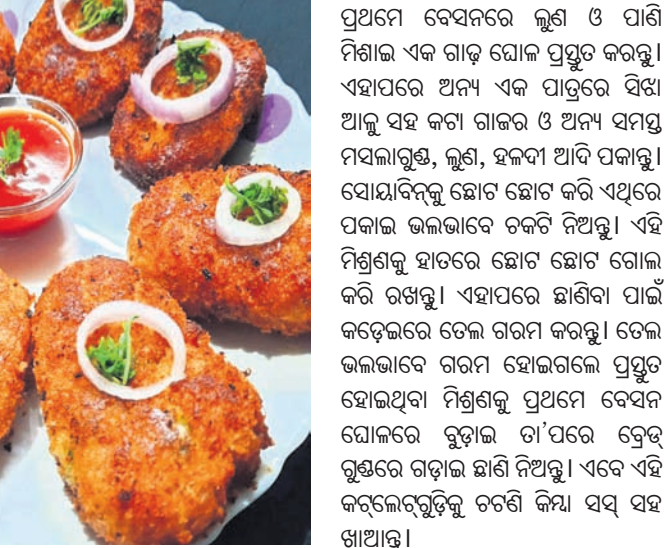 ପ୍ରଥମେ ବେସନରେ ଲୁଣ ଓ ପାଣି
ମିଶାଇ ଏକ ଗାଢ଼ ଘୋଳ ପ୍ରସ୍ତୁତ କରନ୍ତୁ।
ଏହାପରେ ଅନ୍ୟ ଏକ ପାତ୍ରରେ ସିଝା
ଆଳୁ ସହ କଟା ଗାଜର ଓ ଅନ୍ୟ ସମସ୍ତ
ମସଲାଗୁଣ୍ଡ, ଲୁଣ, ହଳଦୀ ଆଦି ପକାନ୍ତୁ।
ସୋୟାବିନ୍‌କୁ ଛୋଟ ଛୋଟ କରି ଏଥିରେ
ପକାଇ ଭଲଭାବେ ଚକଟି ନିଅନ୍ତୁ। ଏହି
ମିଶ୍ରଣକୁ ହାତରେ ଛୋଟ ଛୋଟ ଗୋଲ
କରି ରଖନ୍ତୁ। ଏହାପରେ ଛାଣିବା ପାଇଁ
କଡ଼େଇରେ ତେଲ ଗରମ କରନ୍ତୁ। ତେଲ
ଭଲଭାବେ ଗରମ ହୋଇଗଲେ ପ୍ରସ୍ତୁତ
ହୋଇଥିବା ମିଶ୍ରଣକୁ ପ୍ରଥମେ ବେସନ
ଘୋଳରେ ବୁଡ଼ାଇ ତା'ପରେ ବ୍ରେଡ୍
ଗୁଣ୍ଡରେ ଗଡ଼ାଇ ଛାଣି ନିଅନ୍ତୁ। ଏବେ ଏହି
କଟ୍‌ଲେଟ୍‌ଗୁଡ଼ିକୁ ଚଟଣି କିମ୍ବା ସସ୍ ସହ
ଖାଆନ୍ତୁ।